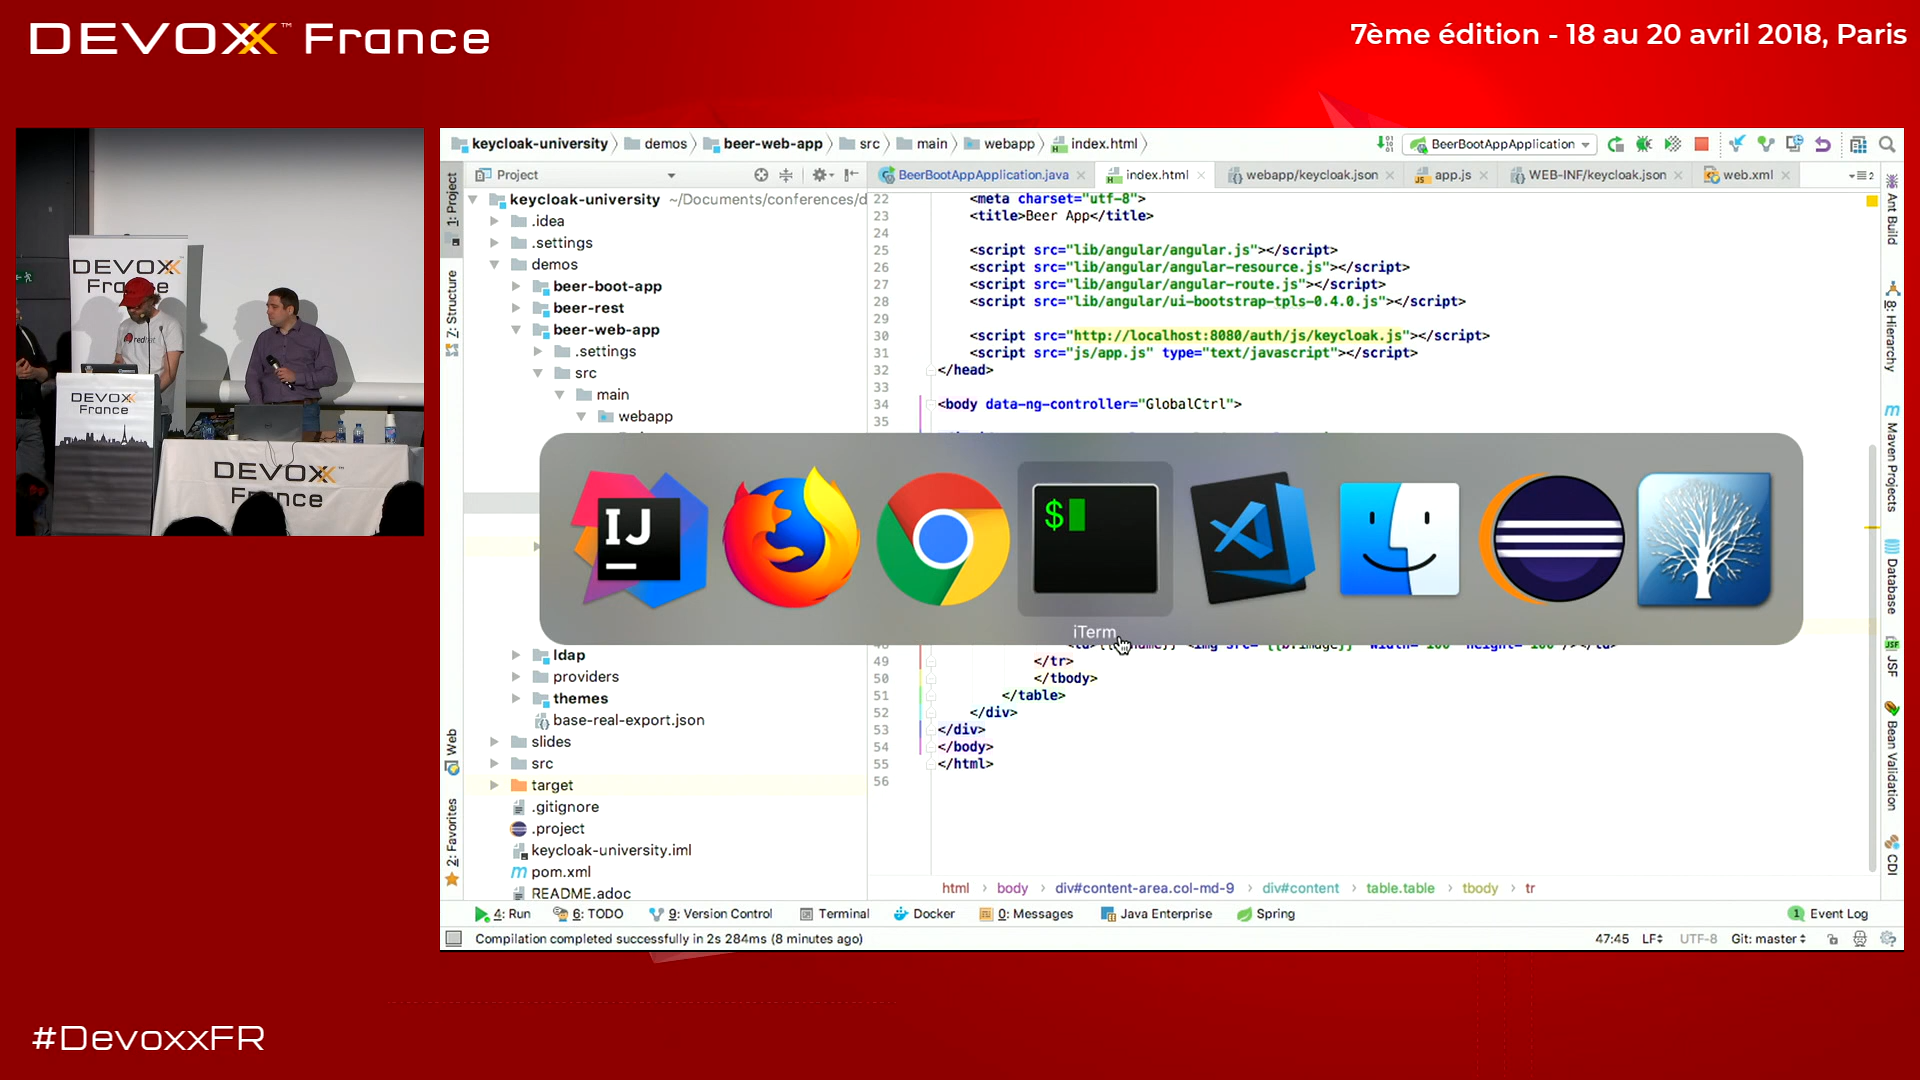 DEVOXX™ France
7ème édition - 18 au 20 avril 2018, Paris
DEVOXX
France
redhat
DEVOXX
France
DEVOXX™
France
keycloak-university demos beer-web-app src main webapp index.html
BeerBootAppApplication
Project
BeerBootAppApplication.java
index.html
webapp/keycloak.json
app.js
WEB-INF/keycloak.json
web.xml
1: Project
Z: Structure
Web
2: Favorites
keycloak-university ~/Documents/conferences/d
.idea
.settings
demos
beer-boot-app
beer-rest
beer-web-app
.settings
src
main
webapp
ldap
providers
themes
base-real-export.json
slides
src
target
.gitignore
.project
keycloak-university.iml
pom.xml
README.adoc
22 <meta charset="utf-8">
23 <title>Beer App</title>
24
25 <script src="lib/angular/angular.js"></script>
26 <script src="lib/angular/angular-resource.js"></script>
27 <script src="lib/angular/angular-route.js"></script>
28 <script src="lib/angular/ui-bootstrap-tpls-0.4.0.js"></script>
29
30 <script src="http://localhost:8080/auth/js/keycloak.js"></script>
31 <script src="js/app.js" type="text/javascript"></script>
32 </head>
33
34 <body data-ng-controller="GlobalCtrl">
35
IJ
$
iTerm
49 </tr>
50 </tbody>
51 </table>
52 </div>
53 </div>
54 </body>
55 </html>
56
html body div#content-area.col-md-9 div#content table.table tbody tr
Ant Build
8: Hierarchy
Maven Projects
Database
JSF
Bean Validation
CDI
4: Run 6: TODO 9: Version Control Terminal Docker 0: Messages Java Enterprise Spring 1 Event Log
Compilation completed successfully in 2s 284ms (8 minutes ago) 47:45 LF UTF-8 Git: master
#DevoxxFR